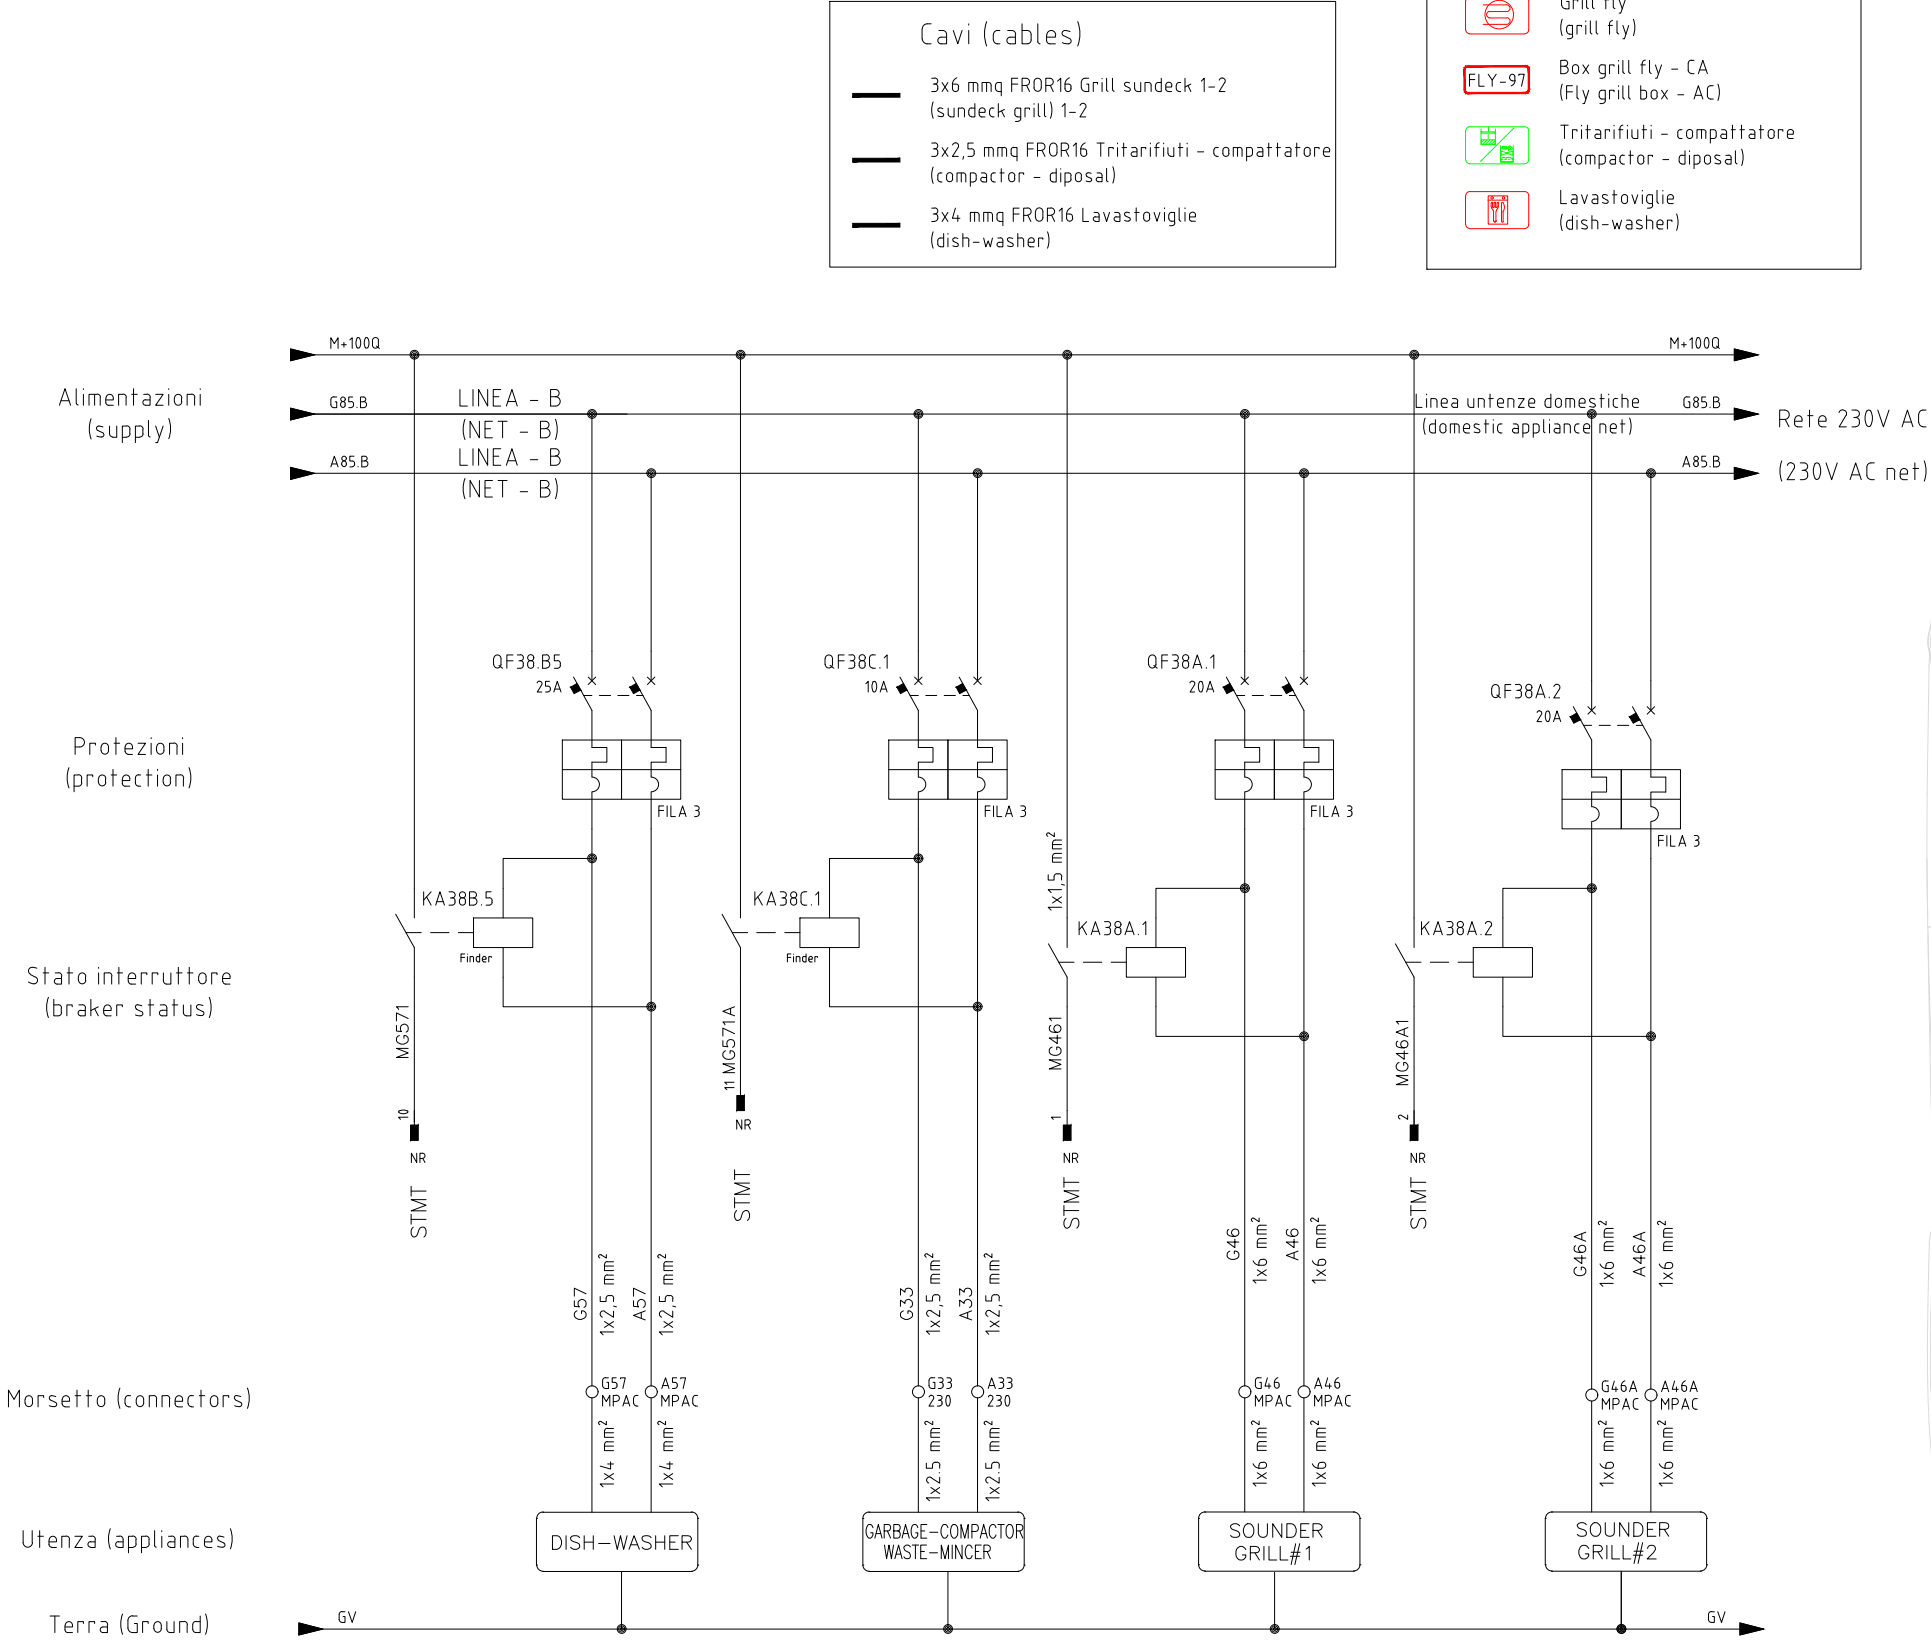 Cavi (cables)
3x6 mmq FROR16 Grill sundeck 1-2
(sundeck grill) 1-2
3x2,5 mmq FROR16 Tritarifiuti - compattatore
(compactor - diposal)
3x4 mmq FROR16 Lavastoviglie
(dish-washer)
Grill fly
(grill fly)
FLY-97
Box grill fly - CA
(Fly grill box - AC)
Tritarifiuti - compattatore
(compactor - diposal)
Lavastoviglie
(dish-washer)
M+100Q
M+100Q
Alimentazioni
(supply)
G85.B
LINEA - B
(NET - B)
Linea untenze domestiche
(domestic appliance net)
G85.B
Rete 230V AC
A85.B
LINEA - B
(NET - B)
A85.B
(230V AC net)
Protezioni
(protection)
QF38.B5
25A
FILA 3
QF38C.1
10A
FILA 3
QF38A.1
20A
FILA 3
QF38A.2
20A
FILA 3
Stato interruttore
(braker status)
KA38B.5
Finder
MG571
10
NR
STMT
KA38C.1
Finder
11 MG571A
NR
STMT
1x1,5 mm²
KA38A.1
MG461
1
NR
STMT
KA38A.2
MG46A1
2
NR
STMT
G57
1x2,5 mm²
A57
1x2,5 mm²
G33
1x2,5 mm²
A33
1x2,5 mm²
G46
1x6 mm²
A46
1x6 mm²
G46A
1x6 mm²
A46A
1x6 mm²
Morsetto (connectors)
G57
MPAC
A57
MPAC
G33
230
A33
230
G46
MPAC
A46
MPAC
G46A
MPAC
A46A
MPAC
1x4 mm²
1x4 mm²
1x2.5 mm²
1x2.5 mm²
1x6 mm²
1x6 mm²
1x6 mm²
1x6 mm²
Utenza (appliances)
DISH-WASHER
GARBAGE-COMPACTOR
WASTE-MINCER
SOUNDER
GRILL#1
SOUNDER
GRILL#2
Terra (Ground)
GV
GV